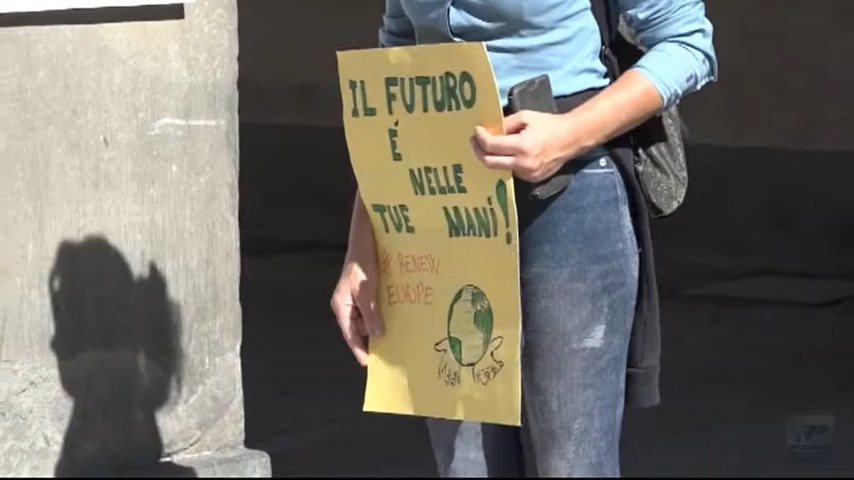 IL FUTURO
É
NELLE
TUE MANi!
# RENEW
EUROPE